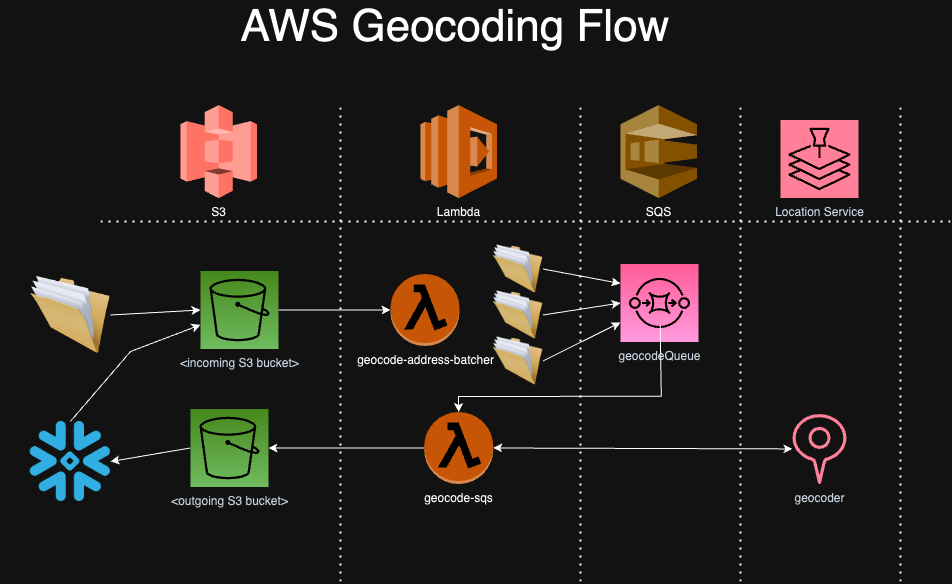 AWS Geocoding Flow
S3
Lambda
SQS
Location Service
<incoming S3 bucket>
geocode-address-batcher
geocodeQueue
<outgoing S3 bucket>
geocode-sqs
geocoder